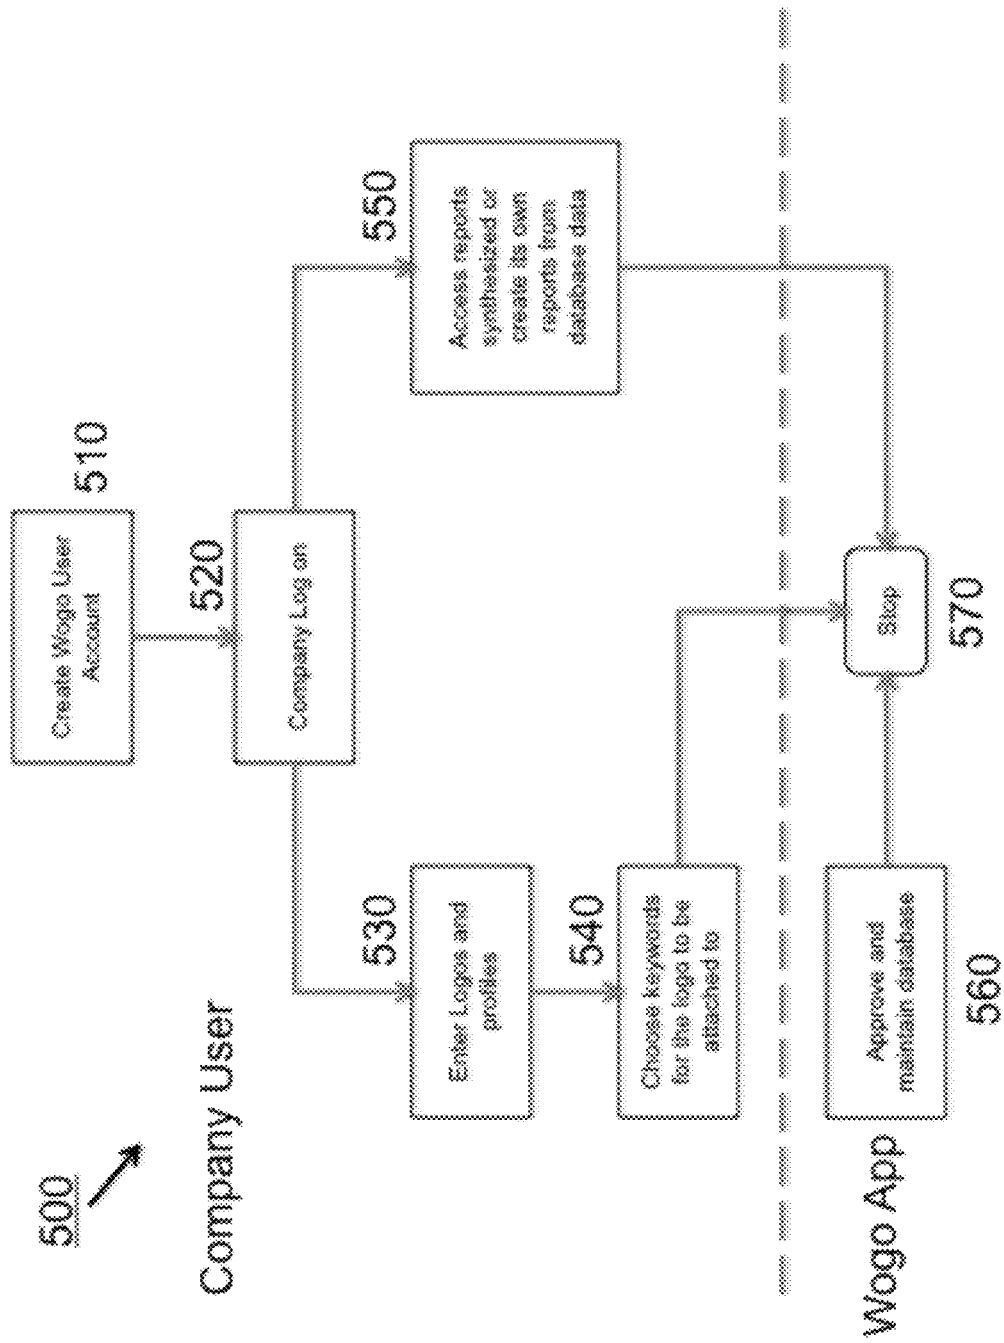 500
Company User
Create Wogo User
Account
510
520
Company Log on
530
Enter Logos and
profiles
540
Choose keywords
for the logo to be
attached to
550
Access reports
synthesized or
create its own
reports from
database data
Wogo App
Approve and
maintain database
560
Stop
570